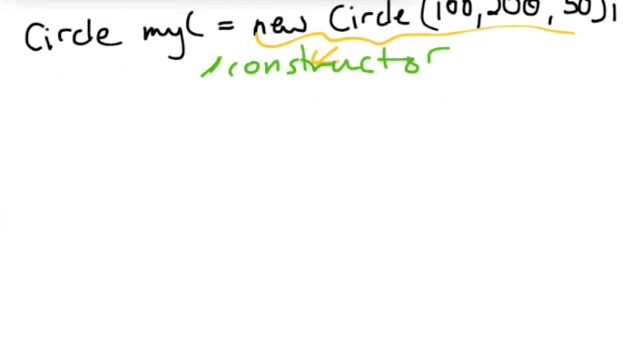 Circle myC = new Circle (100, 200, 50);
constructor